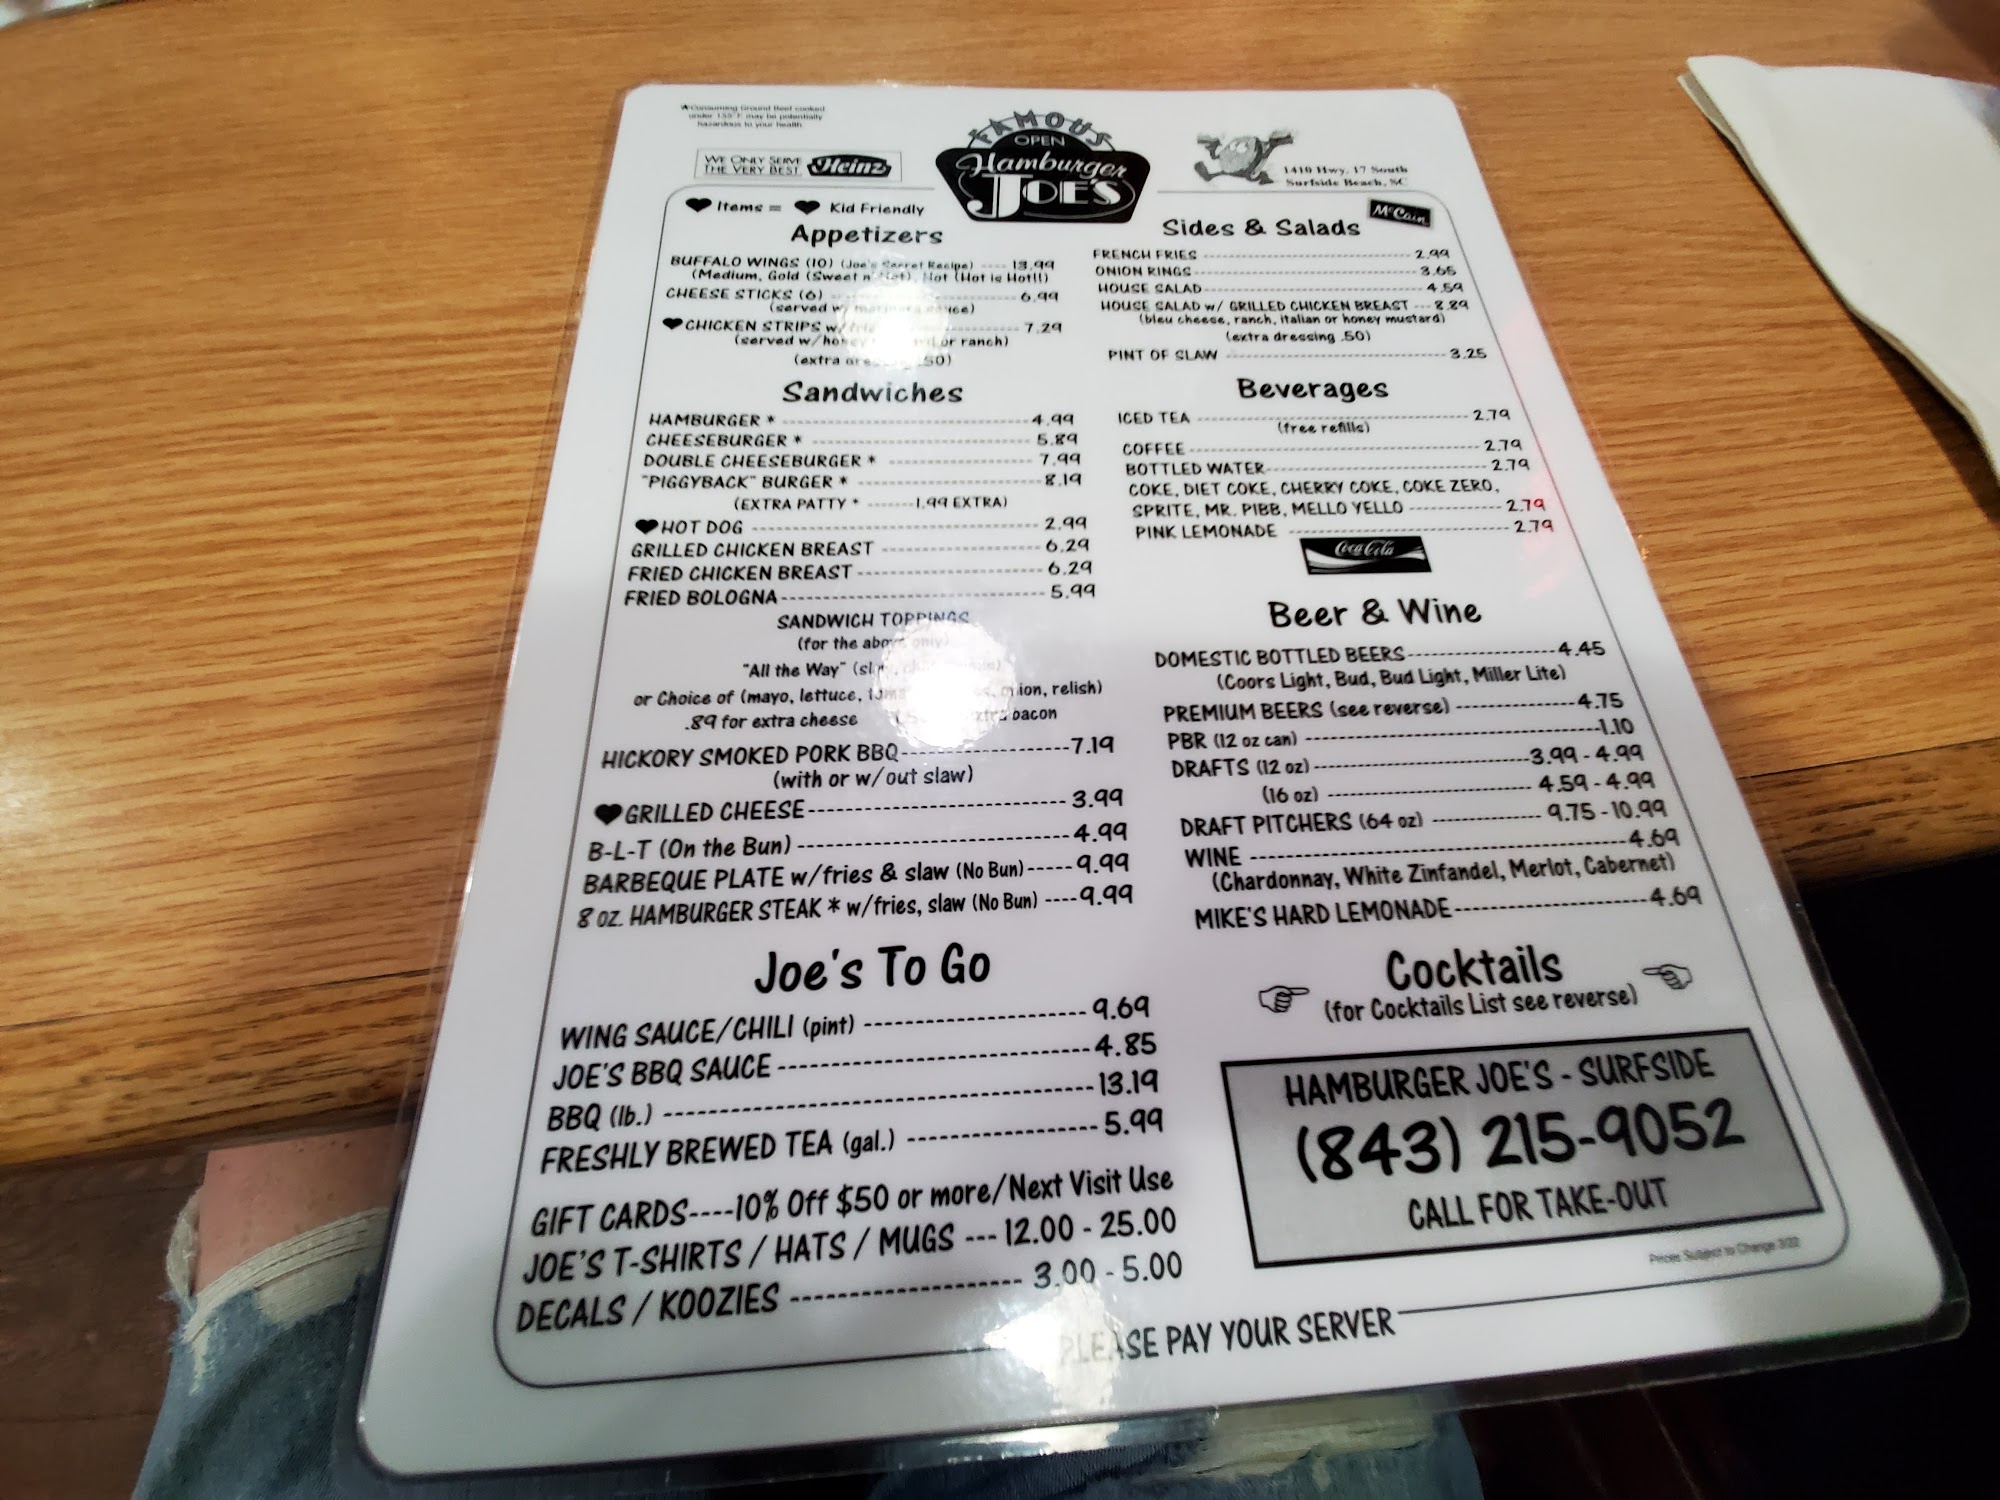 *Consuming Ground Beef cooked
under 155° F may be potentially
hazardous to your health.
WE ONLY SERVE
THE VERY BEST
Heinz
FAMOUS
OPEN
Hamburger
JOE'S
1410 Hwy. 17 South
Surfside Beach, SC
Items = Kid Friendly
Appetizers
BUFFALO WINGS (10) (Joe's Secret Recipe) ---- 13.99
(Medium, Gold (Sweet n' Hot), Hot (Hot is Hot!!)
CHEESE STICKS (6) ---- 6.99
(served w/ marinara sauce)
CHICKEN STRIPS w/ ---- 7.29
(served w/honey or ranch)
(extra dressing .50)
Sandwiches
HAMBURGER * ---- 4.99
CHEESEBURGER * ---- 5.89
DOUBLE CHEESEBURGER * ---- 7.99
"PIGGYBACK" BURGER * ---- 8.19
(EXTRA PATTY * ---- 1.99 EXTRA)
HOT DOG ---- 2.99
GRILLED CHICKEN BREAST ---- 6.29
FRIED CHICKEN BREAST ---- 6.29
FRIED BOLOGNA ---- 5.99
SANDWICH TOPPINGS
(for the above only)
"All the Way"
or Choice of (mayo, lettuce, onion, relish)
.89 for extra cheese extra bacon
HICKORY SMOKED PORK BBQ ---- 7.19
(with or w/out slaw)
GRILLED CHEESE ---- 3.99
B-L-T (On the Bun) ---- 4.99
BARBEQUE PLATE w/fries & slaw (No Bun) ---- 9.99
8 oz. HAMBURGER STEAK * w/fries, slaw (No Bun) ---- 9.99
Joe's To Go
WING SAUCE/CHILI (pint) ---- 9.69
JOE'S BBQ SAUCE ---- 4.85
BBQ (lb.) ---- 13.19
FRESHLY BREWED TEA (gal.) ---- 5.99
GIFT CARDS----10% Off $50 or more/Next Visit Use
JOE'S T-SHIRTS / HATS / MUGS --- 12.00 - 25.00
DECALS / KOOZIES ---- 3.00 - 5.00
Sides & Salads
McCain
FRENCH FRIES ---- 2.99
ONION RINGS ---- 3.65
HOUSE SALAD ---- 4.59
HOUSE SALAD w/ GRILLED CHICKEN BREAST --- 8.89
(bleu cheese, ranch, italian or honey mustard)
(extra dressing .50)
PINT OF SLAW ---- 3.25
Beverages
ICED TEA ---- 2.79
(free refills)
COFFEE ---- 2.79
BOTTLED WATER ---- 2.79
COKE, DIET COKE, CHERRY COKE, COKE ZERO,
SPRITE, MR. PIBB, MELLO YELLO ---- 2.79
PINK LEMONADE ---- 2.79
Coca-Cola
Beer & Wine
DOMESTIC BOTTLED BEERS ---- 4.45
(Coors Light, Bud, Bud Light, Miller Lite)
PREMIUM BEERS (see reverse) ---- 4.75
PBR (12 oz can) ---- 1.10
DRAFTS (12 oz) ---- 3.99 - 4.99
(16 oz) ---- 4.59 - 4.99
DRAFT PITCHERS (64 oz) ---- 9.75 - 10.99
WINE ---- 4.69
(Chardonnay, White Zinfandel, Merlot, Cabernet)
MIKE'S HARD LEMONADE ---- 4.69
Cocktails
(for Cocktails List see reverse)
HAMBURGER JOE'S - SURFSIDE
(843) 215-9052
CALL FOR TAKE-OUT
Prices Subject to Change 3/22
PLEASE PAY YOUR SERVER